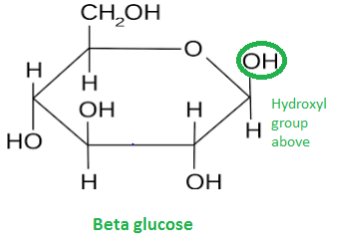 CH₂OH
O
OH
H
H
OH
H
Hydroxyl
group
above
H
HO
H
OH
Beta glucose